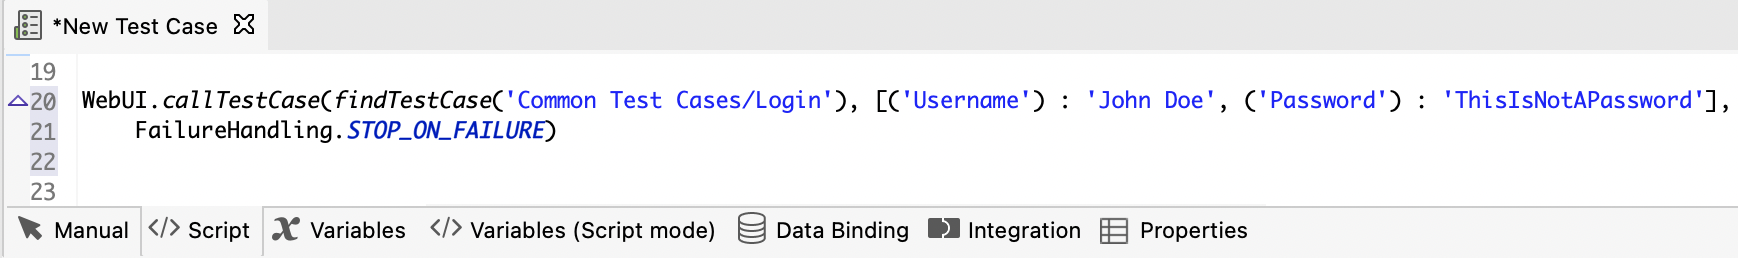 *New Test Case
19
20 WebUI.callTestCase(findTestCase('Common Test Cases/Login'), [('Username') : 'John Doe', ('Password') : 'ThisIsNotAPassword'],
21 FailureHandling.STOP_ON_FAILURE)
22
23
Manual </> Script Variables </> Variables (Script mode) Data Binding Integration Properties